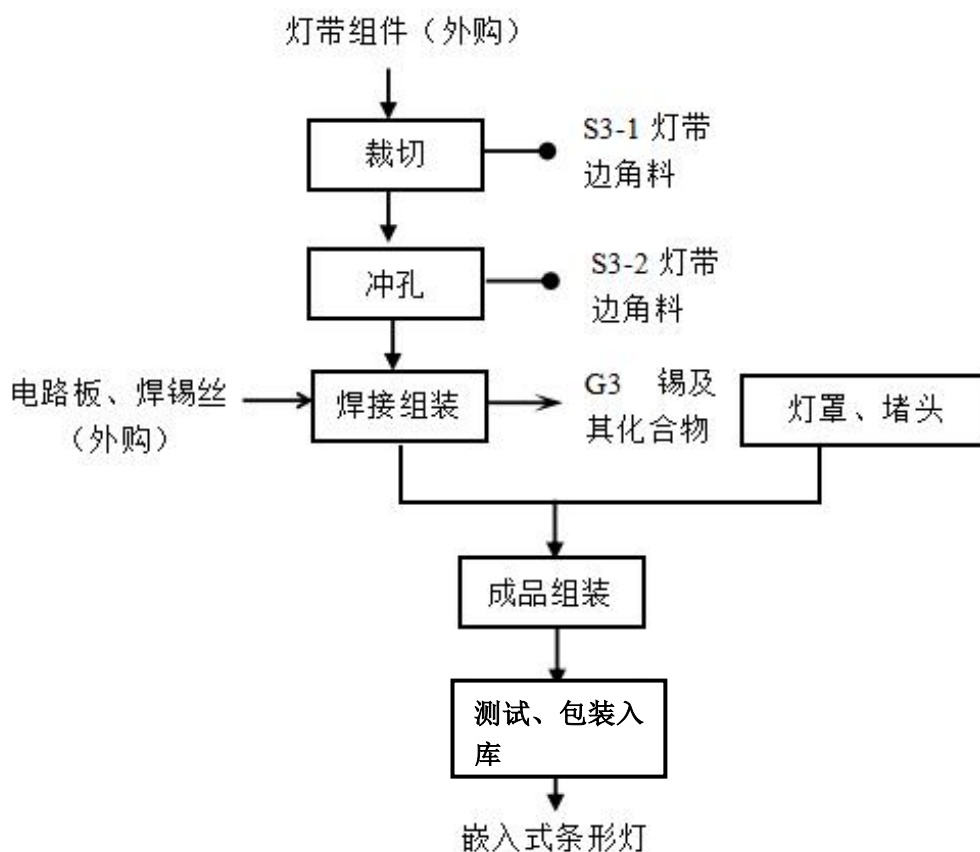 灯带组件（外购）
裁切
S3-1 灯带
边角料
冲孔
S3-2 灯带
边角料
电路板、焊锡丝
（外购）
焊接组装
G3 锡及
其化合物
灯罩、堵头
成品组装
测试、包装入
库
嵌入式条形灯